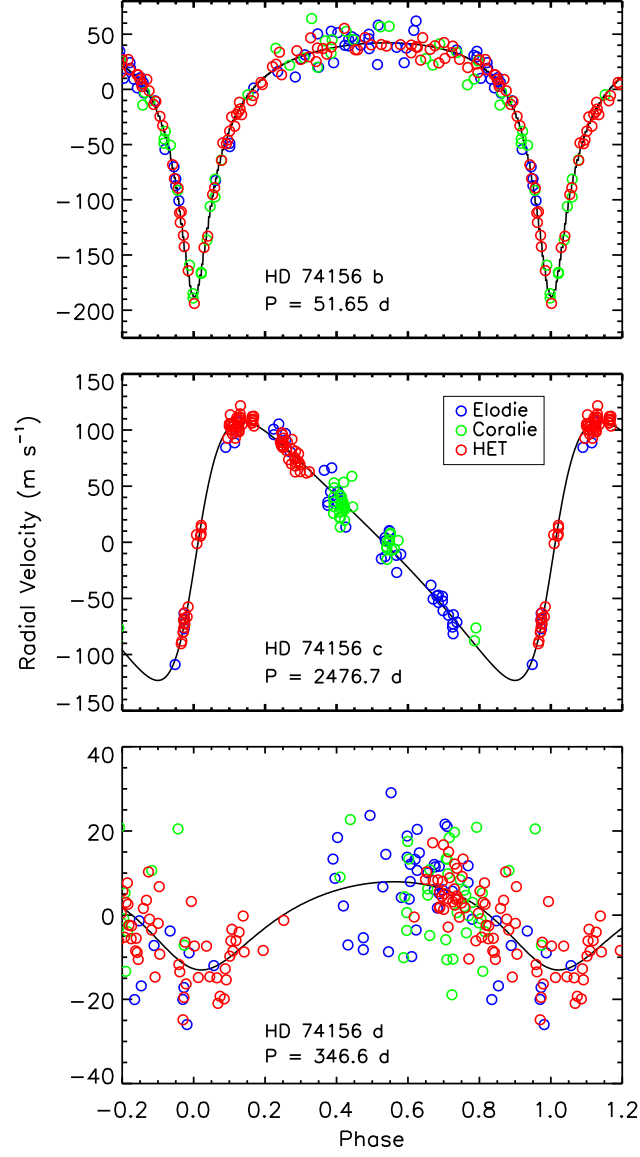 50
0
−50
−100
−150
−200
HD 74156 b
P = 51.65 d
150
100
50
0
−50
−100
−150
Elodie
Coralie
HET
HD 74156 c
P = 2476.7 d
Radial Velocity (m s⁻¹)
40
20
0
−20
−40
HD 74156 d
P = 346.6 d
−0.2 0.0 0.2 0.4 0.6 0.8 1.0 1.2
Phase